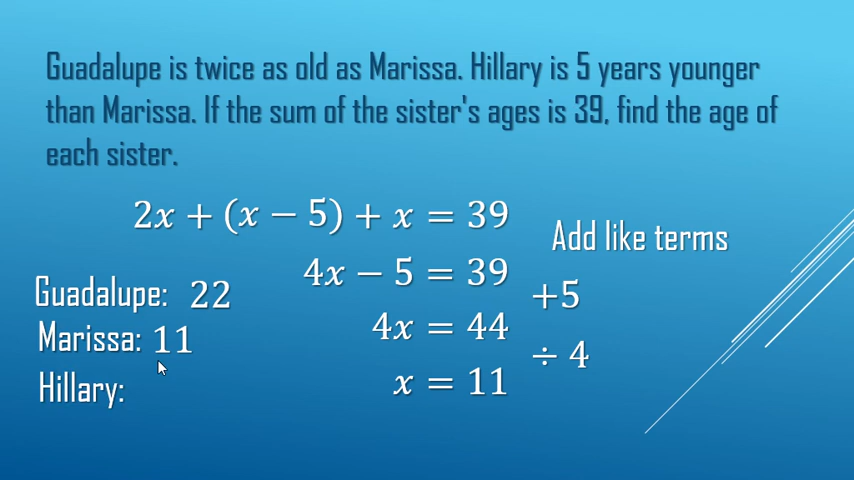 Guadalupe is twice as old as Marissa. Hillary is 5 years younger
than Marissa. If the sum of the sister's ages is 39, find the age of
each sister.
2x + (x − 5) + x = 39
Add like terms
4x − 5 = 39
+5
Guadalupe: 22
4x = 44
Marissa: 11
÷ 4
x = 11
Hillary: